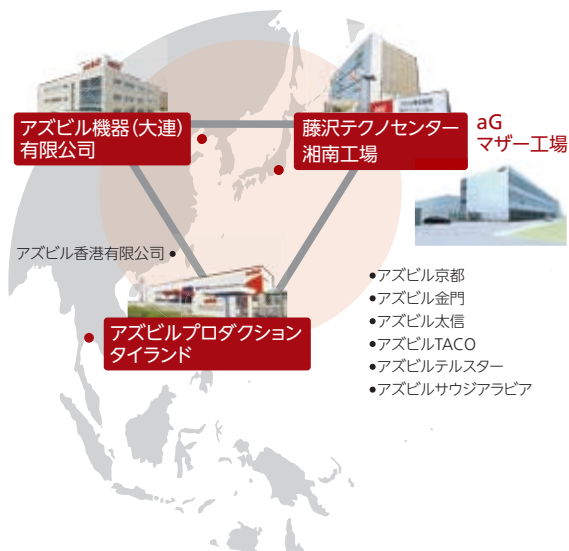 アズビル機器(大連)
有限公司
藤沢テクノセンター
湘南工場
aG
マザー工場
アズビル香港有限公司●
アズビルプロダクション
タイランド
●アズビル京都
●アズビル金門
●アズビル太信
●アズビルTACO
●アズビルテルスター
●アズビルサウジアラビア